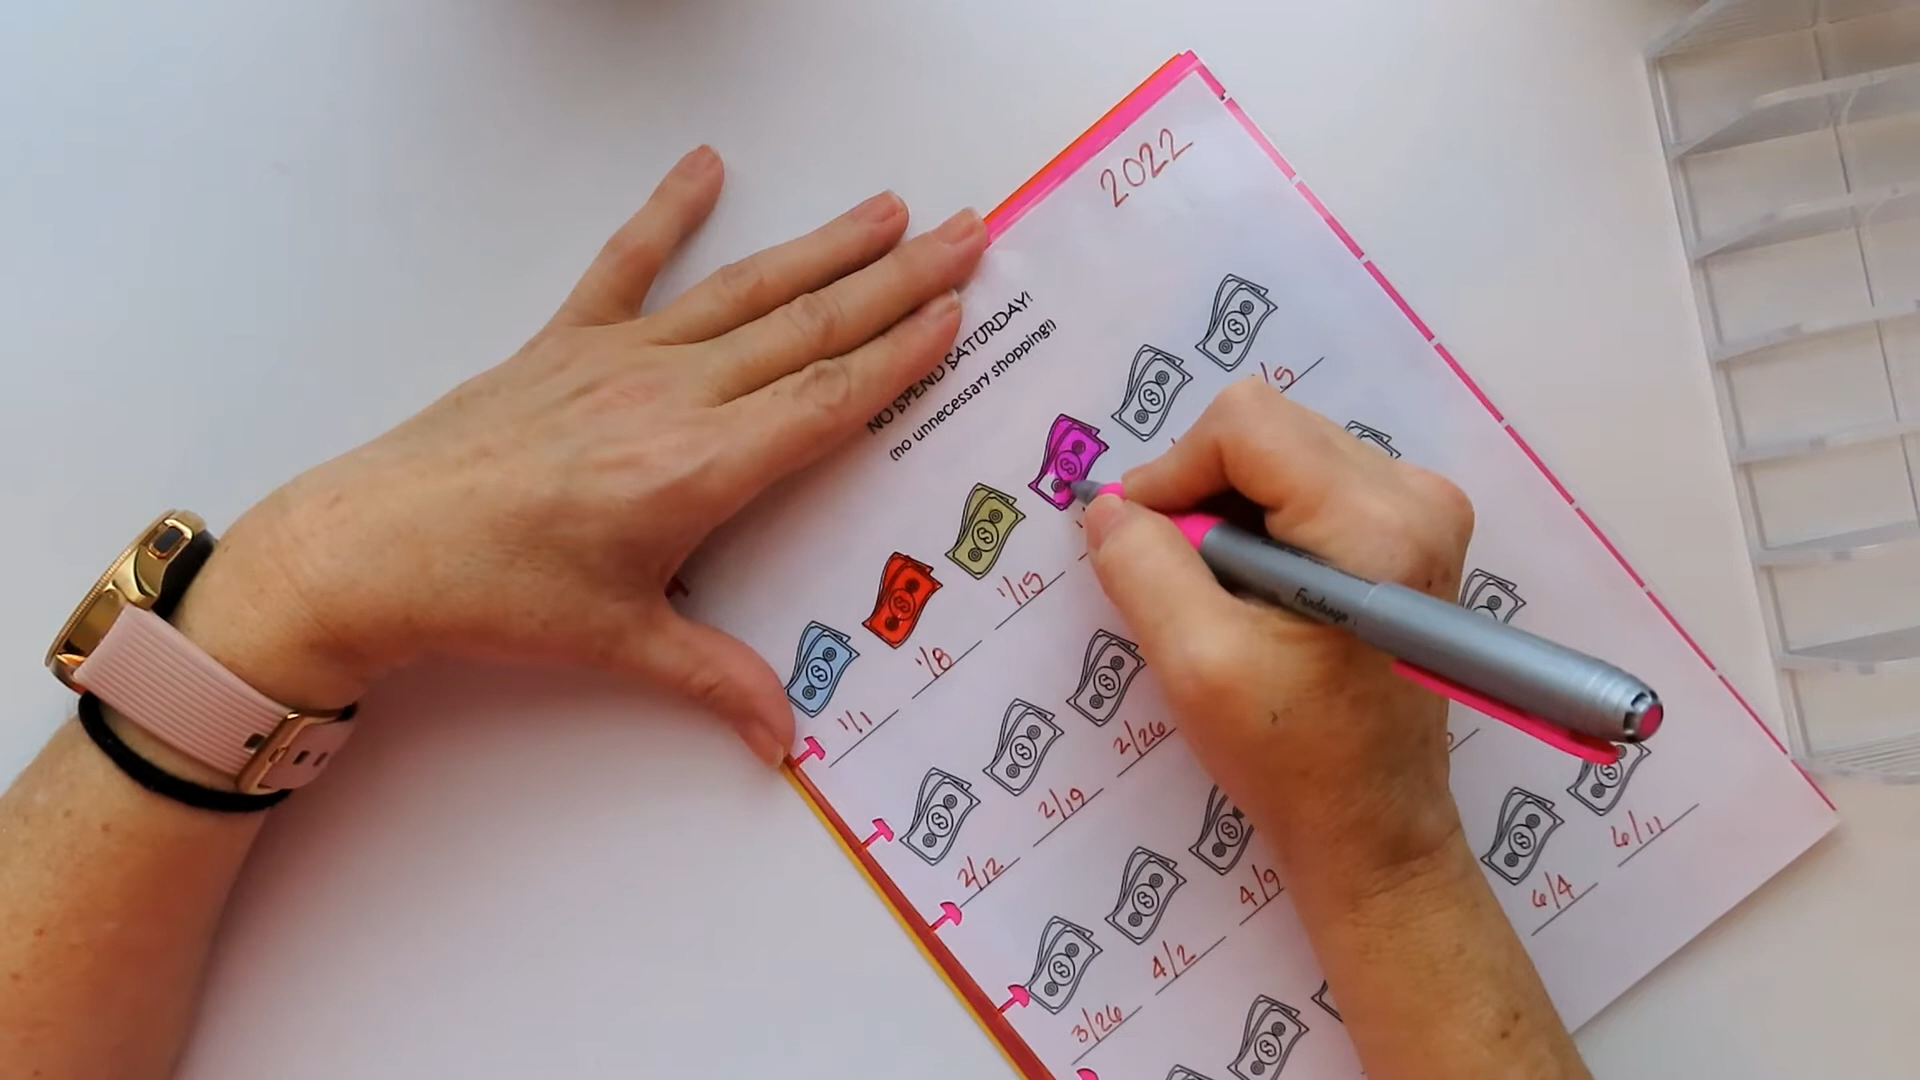 2022
NO SPEND SATURDAY!
(no unnecessary shopping!)
1/1 1/8 1/15
2/12 2/19 2/26
3/26 4/2 4/9
6/4 6/11
Fandango